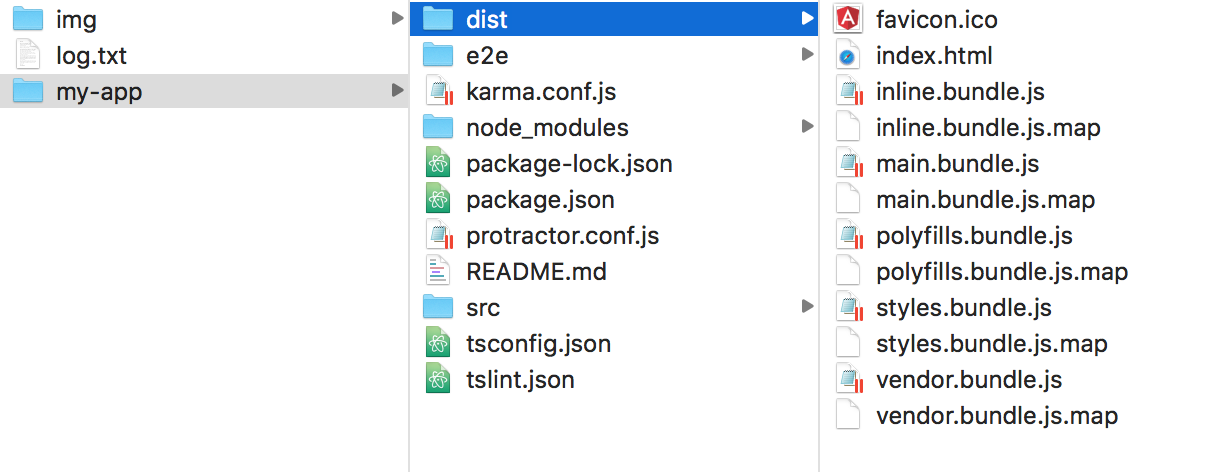 img
log.txt
my-app
dist
e2e
karma.conf.js
node_modules
package-lock.json
package.json
protractor.conf.js
README.md
src
tsconfig.json
tslint.json
favicon.ico
index.html
inline.bundle.js
inline.bundle.js.map
main.bundle.js
main.bundle.js.map
polyfills.bundle.js
polyfills.bundle.js.map
styles.bundle.js
styles.bundle.js.map
vendor.bundle.js
vendor.bundle.js.map